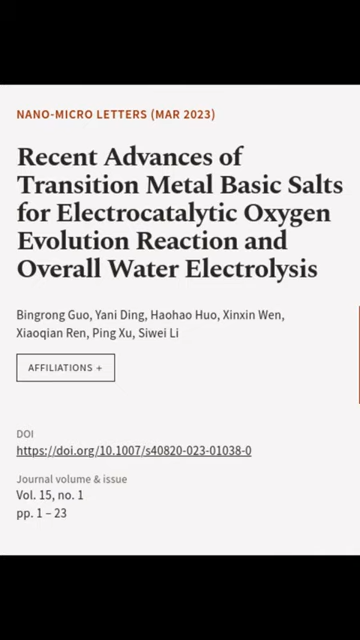 NANO-MICRO LETTERS (MAR 2023)
Recent Advances of
Transition Metal Basic Salts
for Electrocatalytic Oxygen
Evolution Reaction and
Overall Water Electrolysis
Bingrong Guo, Yani Ding, Haohao Huo, Xinxin Wen,
Xiaoqian Ren, Ping Xu, Siwei Li
AFFILIATIONS +
DOI
https://doi.org/10.1007/s40820-023-01038-0
Journal volume & issue
Vol. 15, no. 1
pp. 1 – 23